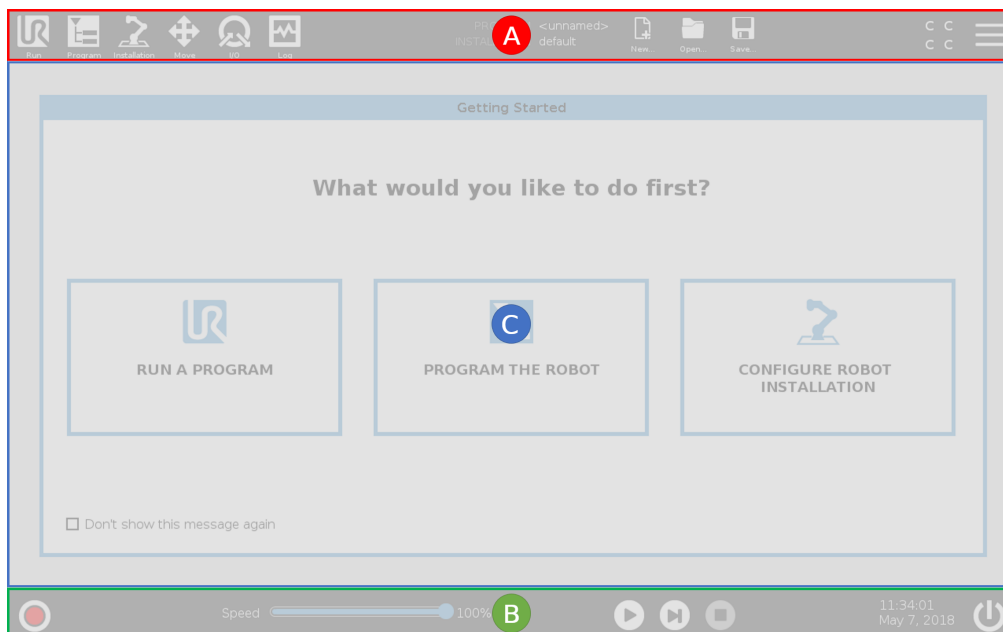 Run Program Installation Move I/O Log
PR <unnamed>
INSTAL default
New... Open... Save...
A
C C
C C
Getting Started
What would you like to do first?
C
RUN A PROGRAM
PROGRAM THE ROBOT
CONFIGURE ROBOT
INSTALLATION
Don't show this message again
Speed 100%
B
11:34:01
May 7, 2018